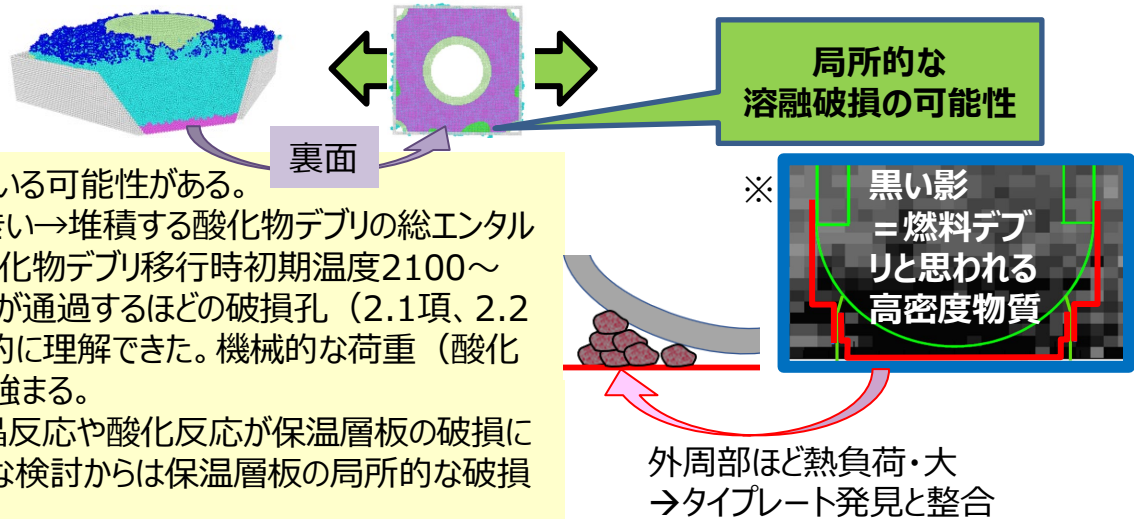 局所的な
溶融破損の可能性
裏面
いる可能性がある。
きい→堆積する酸化物デブリの総エンタル
化物デブリ移行時初期温度2100～
が通過するほどの破損孔（2.1項、2.2
的に理解できた。機械的な荷重（酸化
強まる。
晶反応や酸化反応が保温層板の破損に
な検討からは保温層板の局所的な破損
※
黒い影
＝燃料デブ
リと思われる
高密度物質
外周部ほど熱負荷・大
→タイプレート発見と整合